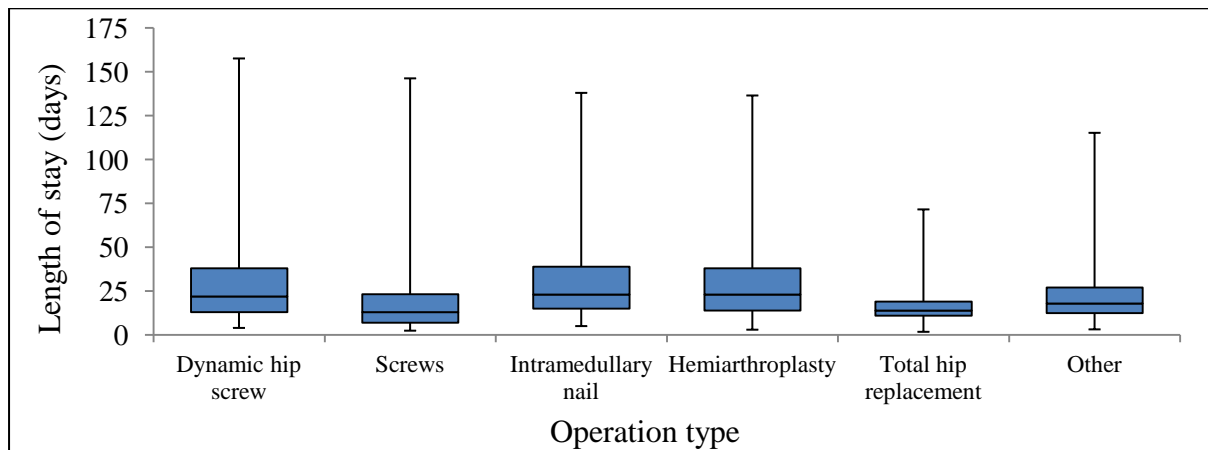 Length of stay (days)
175
150
125
100
75
50
25
0
Dynamic hip
screw
Screws
Intramedullary
nail
Hemiarthroplasty
Total hip
replacement
Other
Operation type